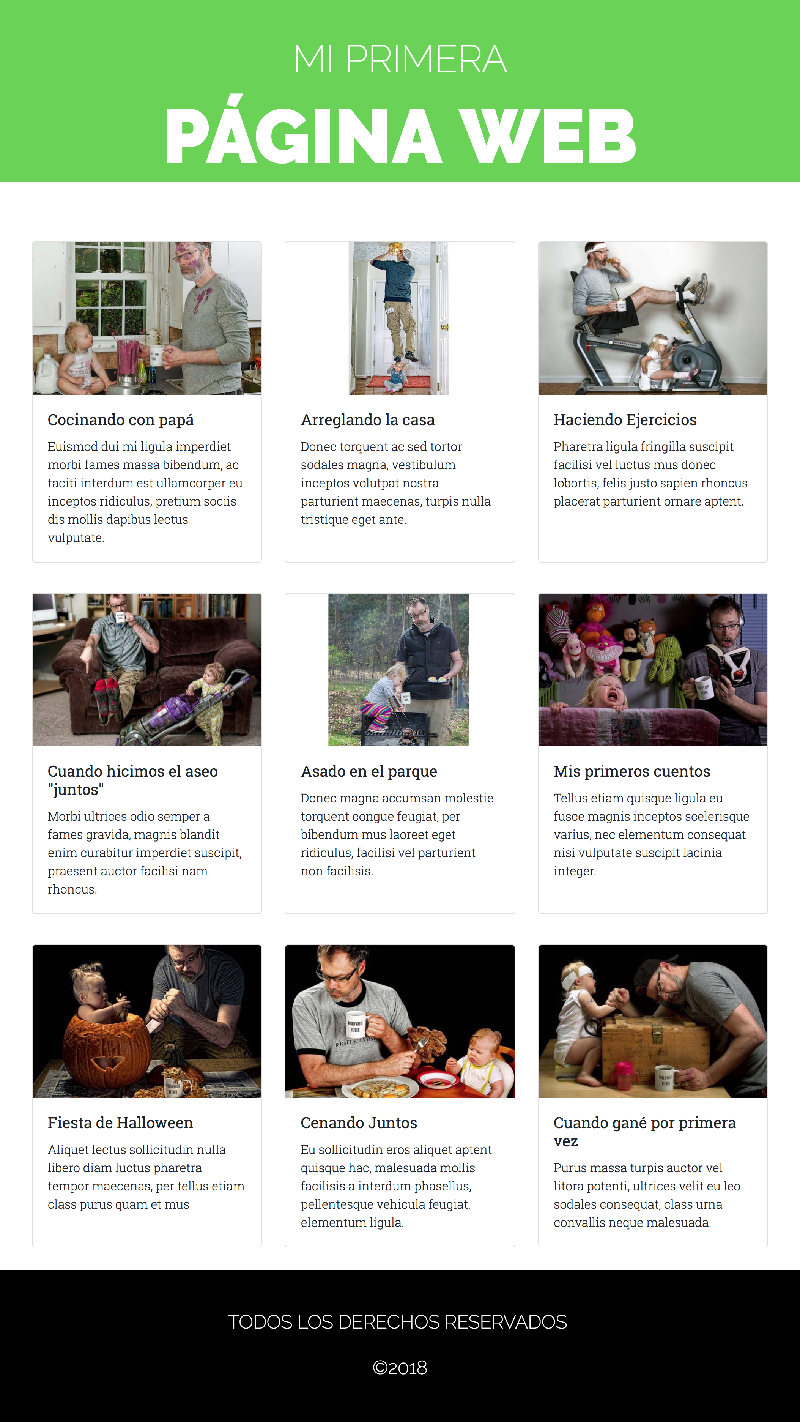 MI PRIMERA
PÁGINA WEB
Cocinando con papá
Euismod dui mi ligula imperdiet
morbi fames massa bibendum, ac
taciti interdum est ullamcorper eu
inceptos ridiculus, pretium sociis
dis mollis dapibus lectus
vulputate.
Arreglando la casa
Donec torquent ac sed tortor
sodales magna, vestibulum
inceptos volutpat nostra
parturient maecenas, turpis nulla
tristique eget ante.
Haciendo Ejercicios
Pharetra ligula fringilla suscipit
facilisi vel luctus mus donec
lobortis, felis justo sapien rhoncus
placerat parturient ornare aptent.
Cuando hicimos el aseo
"juntos"
Morbi ultrices odio semper a
fames gravida, magnis blandit
enim curabitur imperdiet suscipit,
praesent auctor facilisi nam
rhoncus.
Asado en el parque
Donec magna accumsan molestie
torquent congue feugiat, per
bibendum mus laoreet eget
ridiculus, facilisi vel parturient
non facilisis.
Mis primeros cuentos
Tellus etiam quisque ligula eu
fusce magnis inceptos scelerisque
varius, nec elementum consequat
nisi vulputate suscipit lacinia
integer.
Fiesta de Halloween
Aliquet lectus sollicitudin nulla
libero diam luctus pharetra
tempor maecenas, per tellus etiam
class purus quam et mus
Cenando Juntos
Eu sollicitudin eros aliquet aptent
quisque hac, malesuada mollis
facilisis a interdum phasellus,
pellentesque vehicula feugiat.
elementum ligula.
Cuando gané por primera
vez
Purus massa turpis auctor vel
litora potenti, ultrices velit eu leo
sodales consequat, class urna
convallis neque malesuada.
TODOS LOS DERECHOS RESERVADOS
©2018